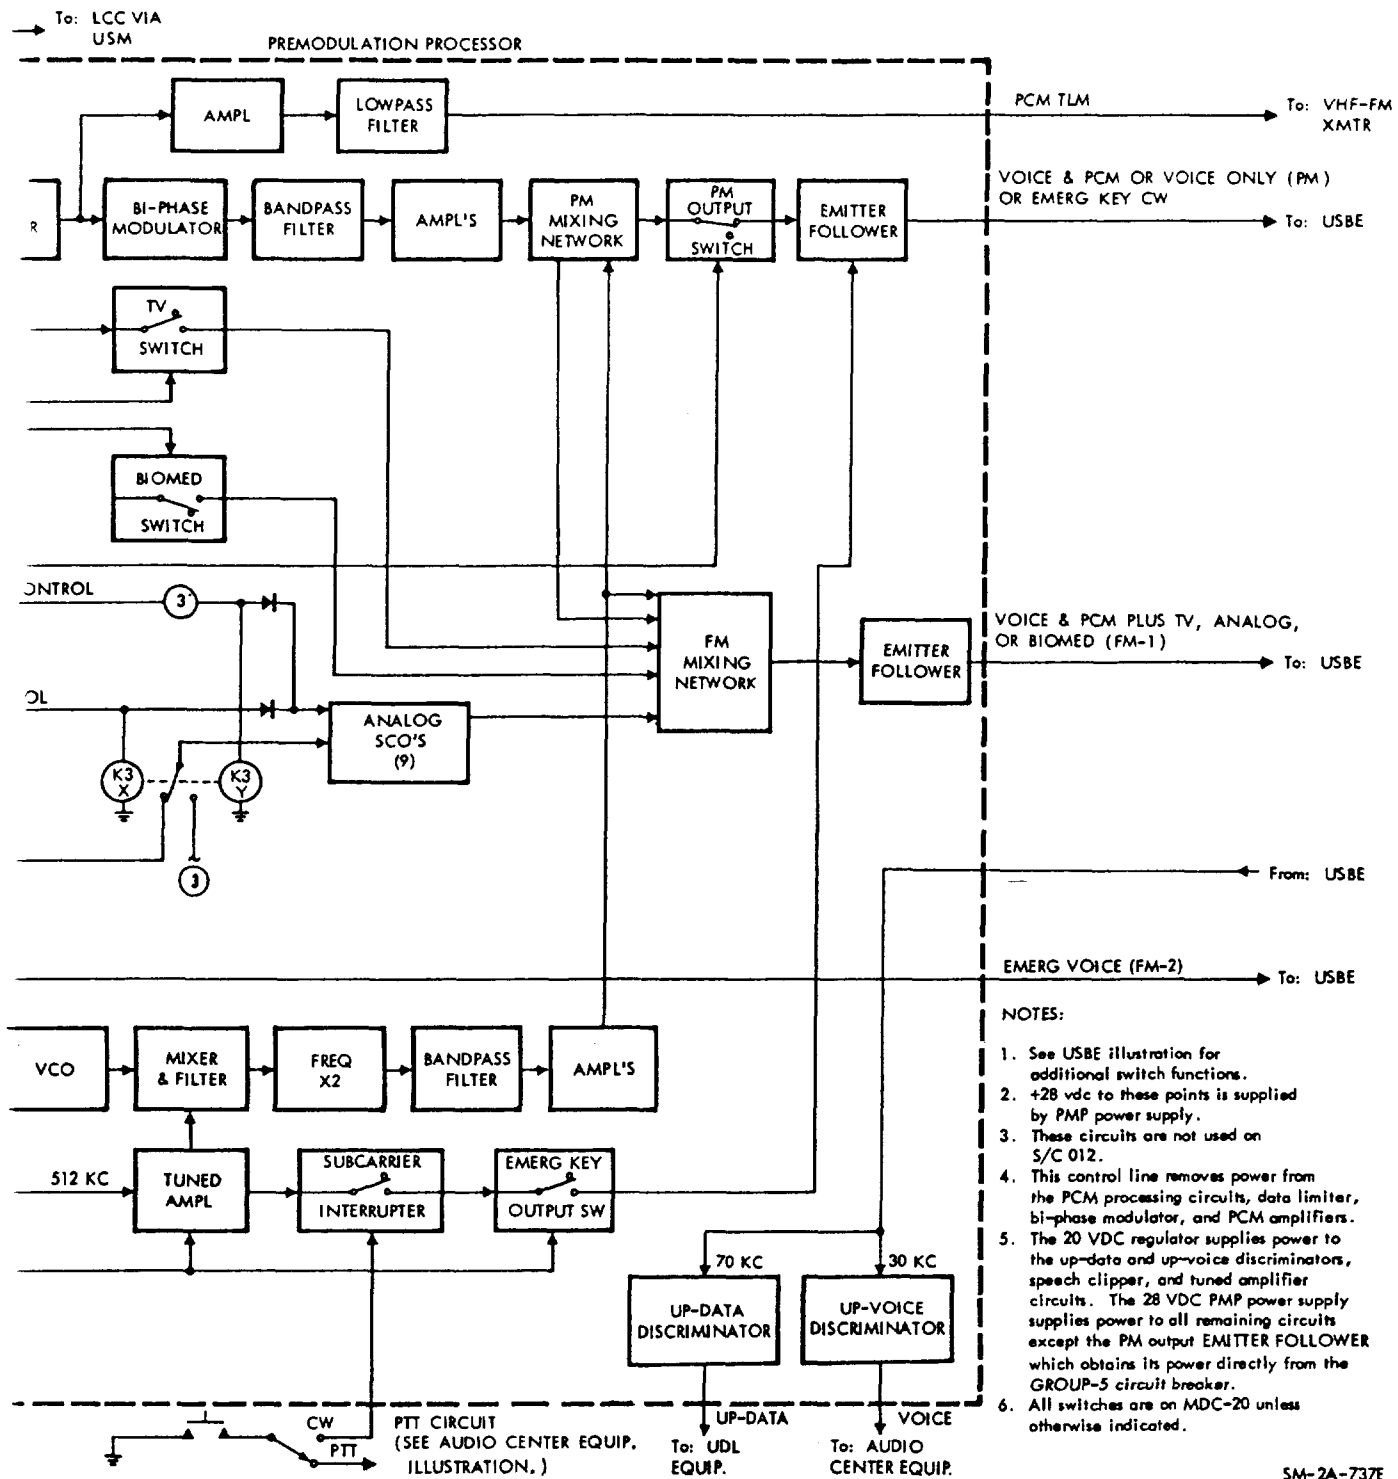 To: LCC VIA
USM
PREMODULATION PROCESSOR
AMPL
LOWPASS
FILTER
PCM TLM
To: VHF-FM
XMTR
R
BI-PHASE
MODULATOR
BANDPASS
FILTER
AMPL'S
PM
MIXING
NETWORK
PM
OUTPUT
SWITCH
EMITTER
FOLLOWER
VOICE & PCM OR VOICE ONLY (PM)
OR EMERG KEY CW
To: USBE
TV
SWITCH
BIOMED
SWITCH
ONTROL
3
OL
K3
X
K3
Y
3
ANALOG
SCO'S
(9)
FM
MIXING
NETWORK
EMITTER
FOLLOWER
VOICE & PCM PLUS TV, ANALOG,
OR BIOMED (FM-1)
To: USBE
From: USBE
EMERG VOICE (FM-2)
To: USBE
VCO
MIXER
& FILTER
FREQ
X2
BANDPASS
FILTER
AMPL'S
512 KC
TUNED
AMPL
SUBCARRIER
INTERRUPTER
EMERG KEY
OUTPUT SW
70 KC
30 KC
UP-DATA
DISCRIMINATOR
UP-VOICE
DISCRIMINATOR
CW
PTT
PTT CIRCUIT
(SEE AUDIO CENTER EQUIP.
ILLUSTRATION.)
UP-DATA
To: UDL
EQUIP.
VOICE
To: AUDIO
CENTER EQUIP.
NOTES:
1. See USBE illustration for
additional switch functions.
2. +28 vdc to these points is supplied
by PMP power supply.
3. These circuits are not used on
S/C 012.
4. This control line removes power from
the PCM processing circuits, data limiter,
bi-phase modulator, and PCM amplifiers.
5. The 20 VDC regulator supplies power to
the up-data and up-voice discriminators,
speech clipper, and tuned amplifier
circuits. The 28 VDC PMP power supply
supplies power to all remaining circuits
except the PM output EMITTER FOLLOWER
which obtains its power directly from the
GROUP-5 circuit breaker.
6. All switches are on MDC-20 unless
otherwise indicated.
SM-2A-737E